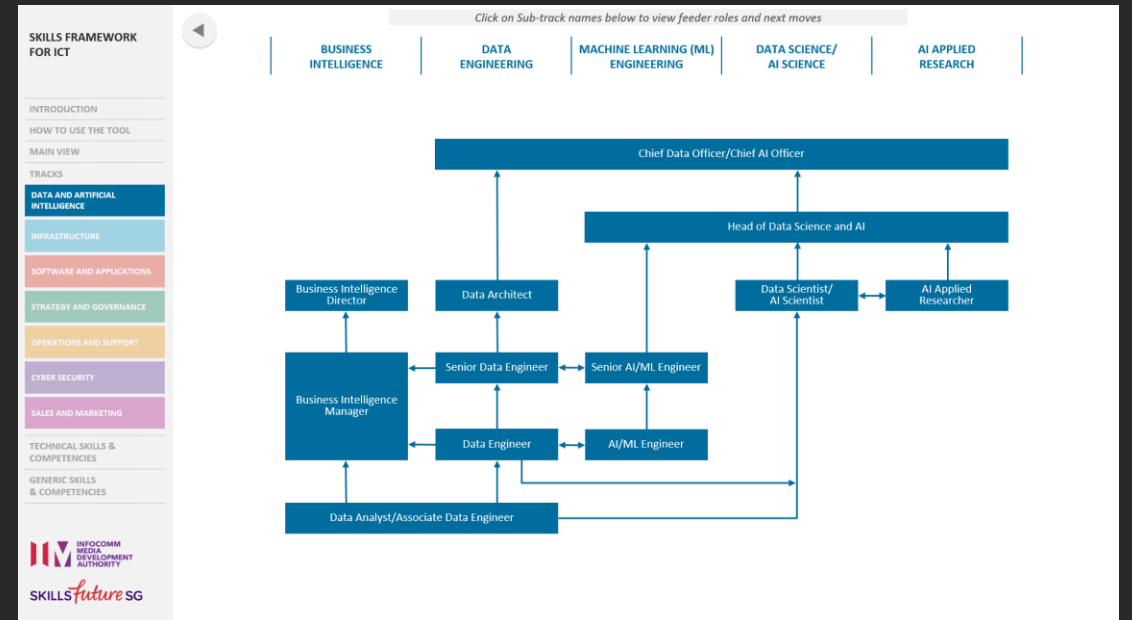 SKILLS FRAMEWORK
FOR ICT
INTRODUCTION
HOW TO USE THE TOOL
MAIN VIEW
TRACKS
DATA AND ARTIFICIAL
INTELLIGENCE
INFRASTRUCTURE
SOFTWARE AND APPLICATIONS
STRATEGY AND GOVERNANCE
OPERATIONS AND SUPPORT
CYBER SECURITY
SALES AND MARKETING
TECHNICAL SKILLS &
COMPETENCIES
GENERIC SKILLS
& COMPETENCIES
INFOCOMM
MEDIA
DEVELOPMENT
AUTHORITY
SKILLS future SG
Click on Sub-track names below to view feeder roles and next moves
BUSINESS
INTELLIGENCE
DATA
ENGINEERING
MACHINE LEARNING (ML)
ENGINEERING
DATA SCIENCE/
AI SCIENCE
AI APPLIED
RESEARCH
Chief Data Officer/Chief AI Officer
Head of Data Science and AI
Business Intelligence
Director
Data Architect
Data Scientist/
AI Scientist
AI Applied
Researcher
Senior Data Engineer
Senior AI/ML Engineer
Business Intelligence
Manager
Data Engineer
AI/ML Engineer
Data Analyst/Associate Data Engineer